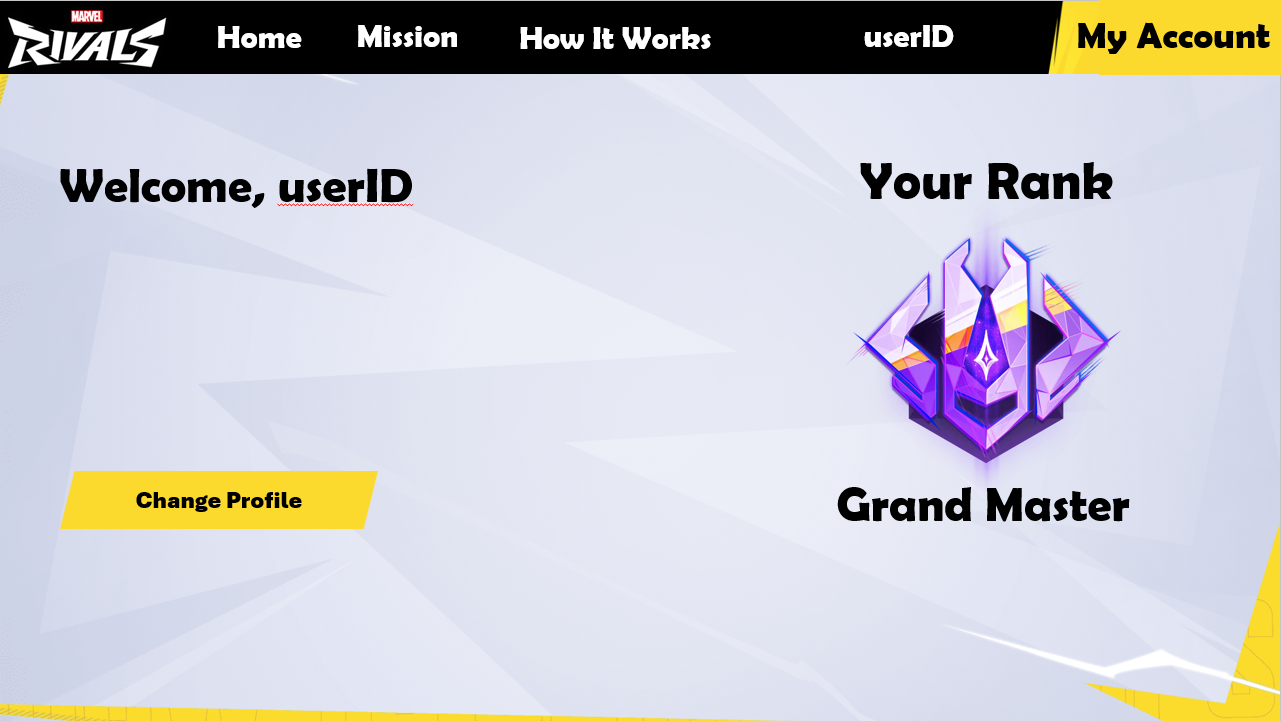 MARVEL
RIVALS
Home
Mission
How It Works
userID
My Account
Welcome, userID
Your Rank
Grand Master
Change Profile